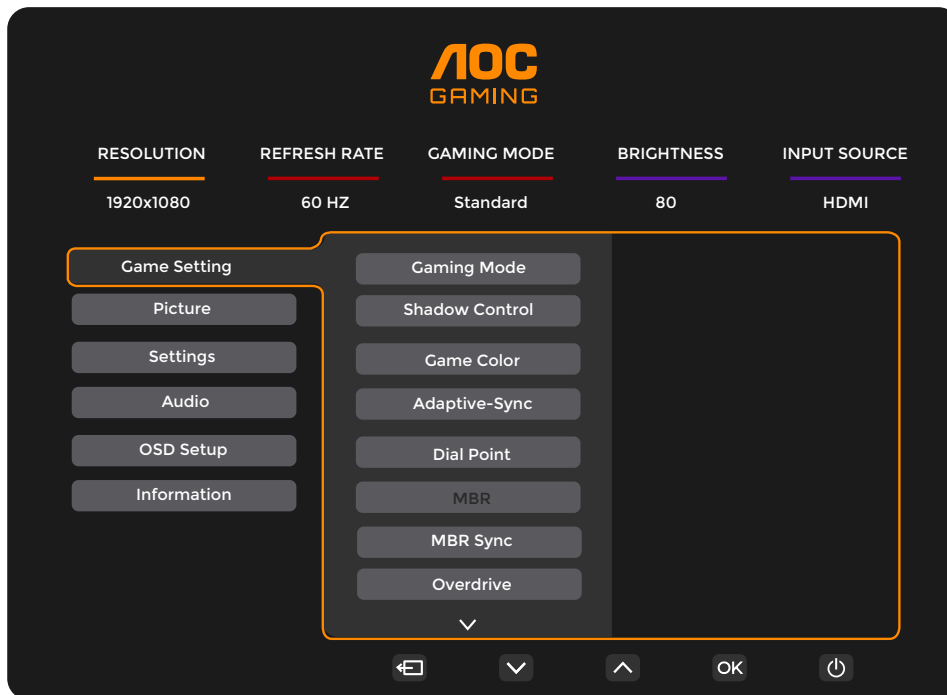 AOC
GAMING
RESOLUTION REFRESH RATE GAMING MODE BRIGHTNESS INPUT SOURCE
1920x1080 60 HZ Standard 80 HDMI
Game Setting
Picture
Settings
Audio
OSD Setup
Information
Gaming Mode
Shadow Control
Game Color
Adaptive-Sync
Dial Point
MBR
MBR Sync
Overdrive
OK